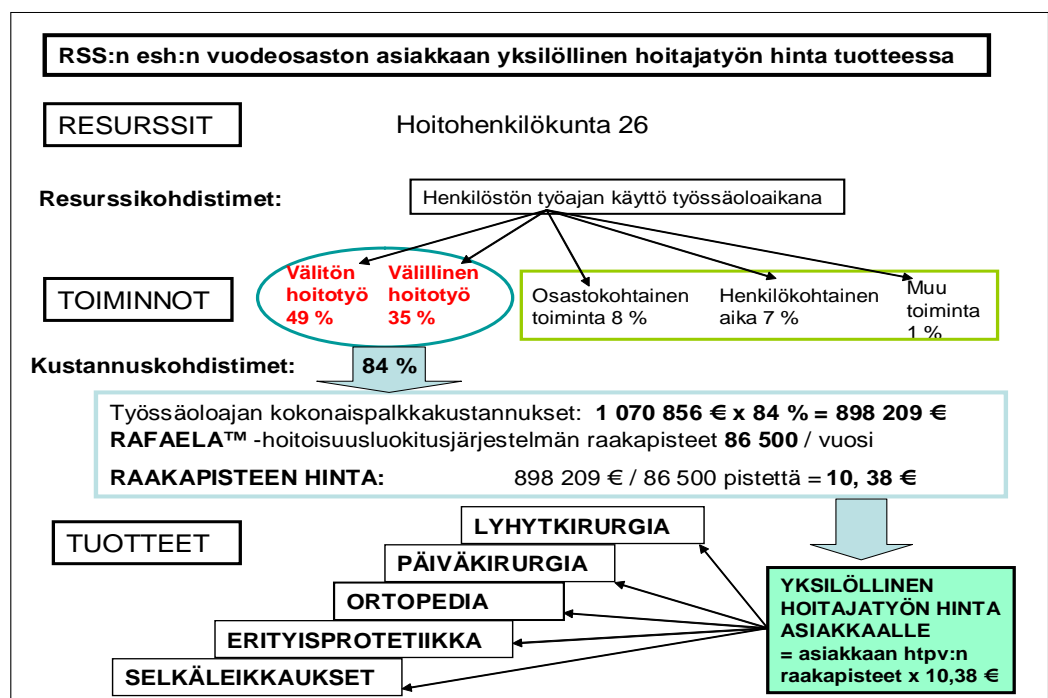 RSS:n esh:n vuodeosaston asiakkaan yksilöllinen hoitajatyön hinta tuotteessa
RESURSSIT
Hoitohenkilökunta 26
Resurssikohdistimet:
Henkilöstön työajan käyttö työssäoloaikana
TOIMINNOT
Välitön
hoitotyö
49 %
Välillinen
hoitotyö
35 %
Osastokohtainen
toiminta 8 %
Henkilökohtainen
aika 7 %
Muu
toiminta
1 %
Kustannuskohdistimet:
84 %
Työssäoloajan kokonaispalkkakustannukset: 1 070 856 € x 84 % = 898 209 €
RAFAELA™ -hoitoisuusluokitusjärjestelmän raakapisteet 86 500 / vuosi
RAAKAPISTEEN HINTA: 898 209 € / 86 500 pistettä = 10, 38 €
TUOTTEET
LYHYTKIRURGIA
PÄIVÄKIRURGIA
ORTOPEDIA
ERITYISPROTETIIKKA
SELKÄLEIKKAUKSET
YKSILÖLLINEN
HOITAJATYÖN HINTA
ASIAKKAALLE
= asiakkaan htpv:n
raakapisteet x 10,38 €